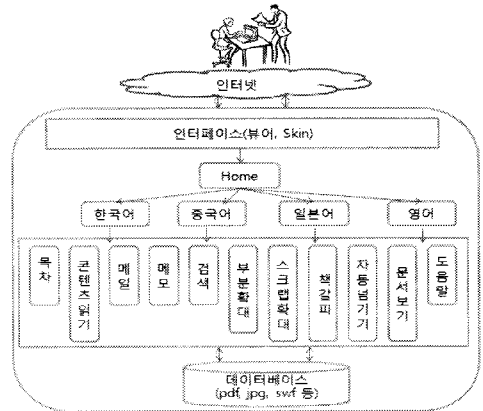 인터넷
인터페이스(뷰어, Skin)
Home
한국어 중국어 일본어 영어
목차
콘텐츠읽기
메일
메모
검색
부분확대
스크랩확대
책갈피
자동넘기기
문서보기
도움말
데이터베이스
(pdf, jpg, swf 등)